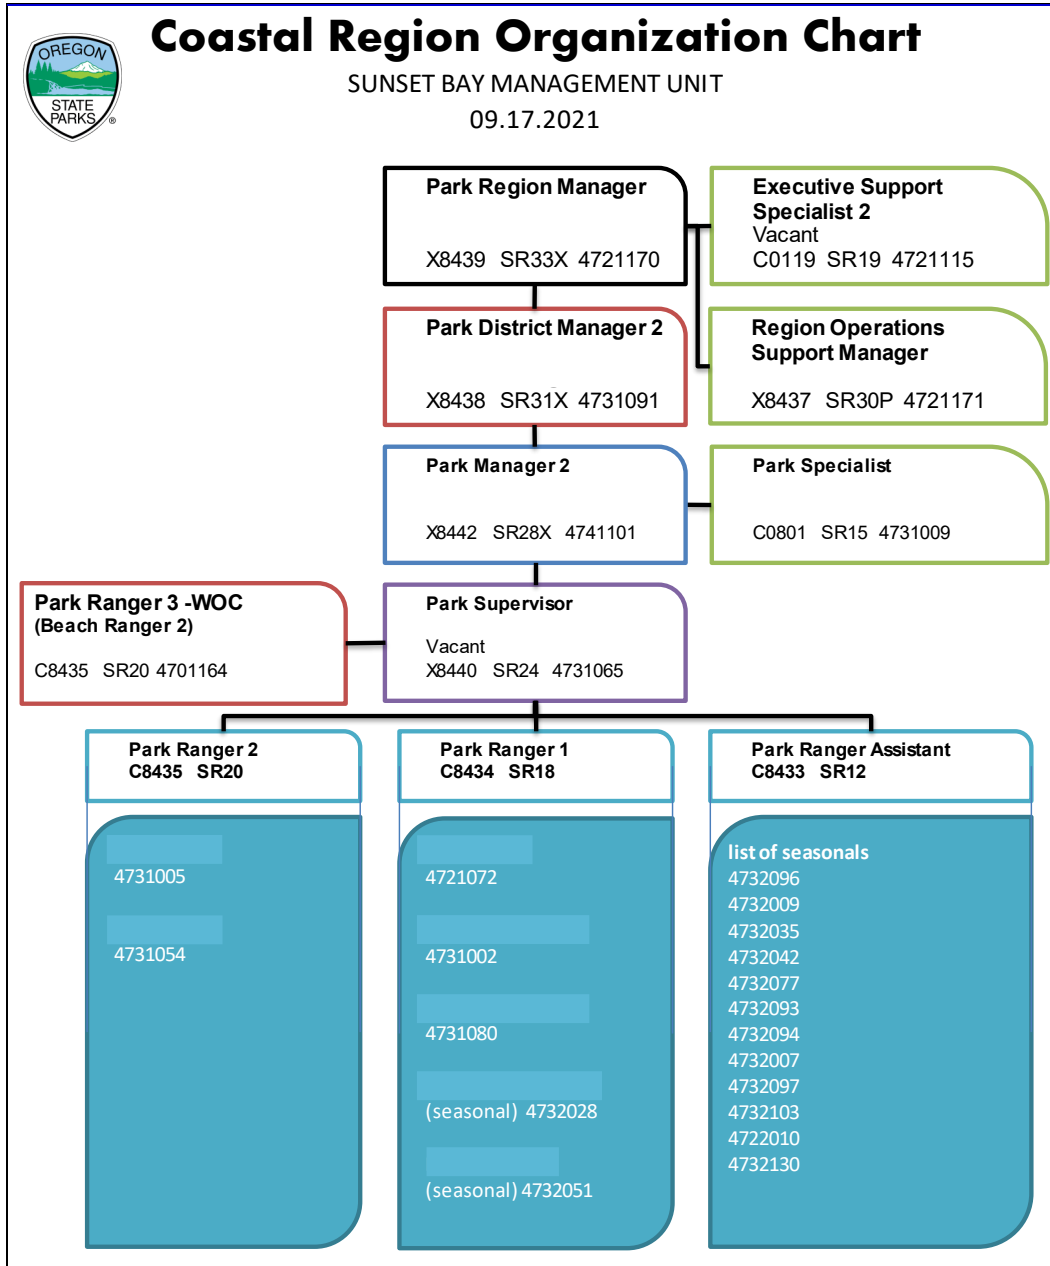 OREGON
STATE
PARKS
®
Coastal Region Organization Chart
SUNSET BAY MANAGEMENT UNIT
09.17.2021
Park Region Manager
X8439 SR33X 4721170
Executive Support
Specialist 2
Vacant
C0119 SR19 4721115
Park District Manager 2
X8438 SR31X 4731091
Region Operations
Support Manager
X8437 SR30P 4721171
Park Manager 2
X8442 SR28X 4741101
Park Specialist
C0801 SR15 4731009
Park Ranger 3 -WOC
(Beach Ranger 2)
C8435 SR20 4701164
Park Supervisor
Vacant
X8440 SR24 4731065
Park Ranger 2
C8435 SR20
4731005
4731054
Park Ranger 1
C8434 SR18
4721072
4731002
4731080
(seasonal) 4732028
(seasonal) 4732051
Park Ranger Assistant
C8433 SR12
list of seasonals
4732096
4732009
4732035
4732042
4732077
4732093
4732094
4732007
4732097
4732103
4722010
4732130